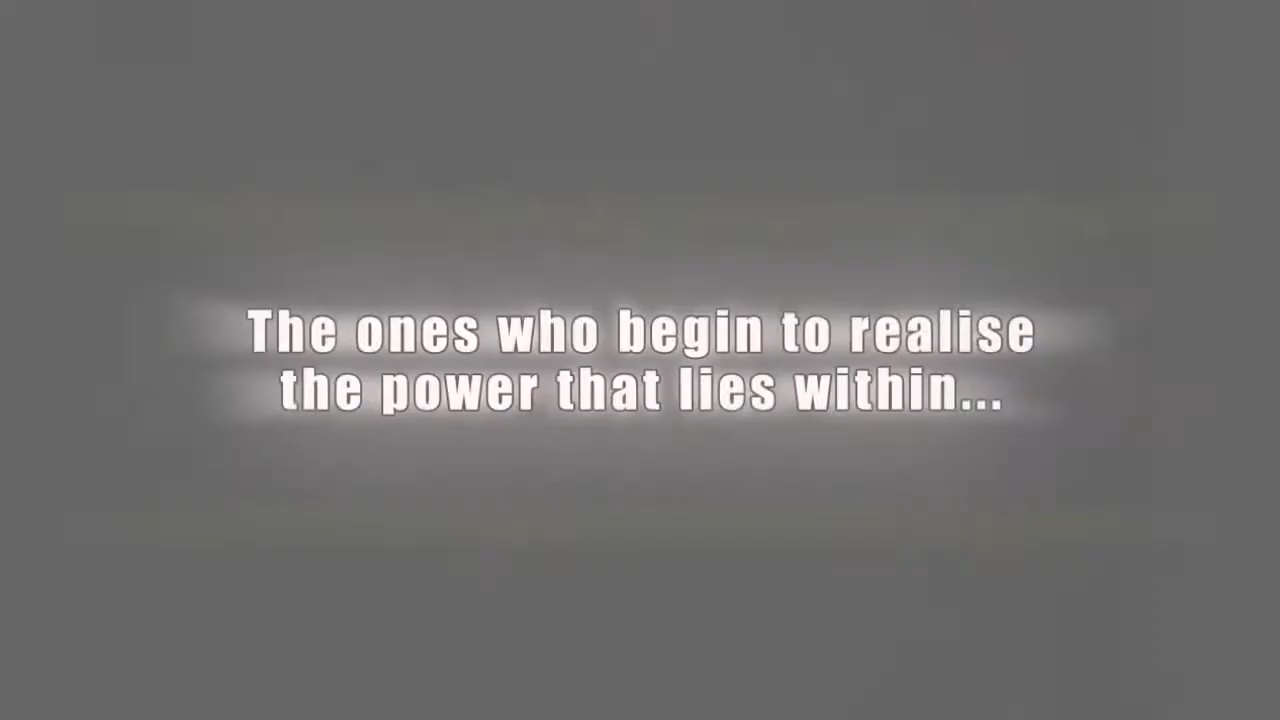 The ones who begin to realise
the power that lies within...